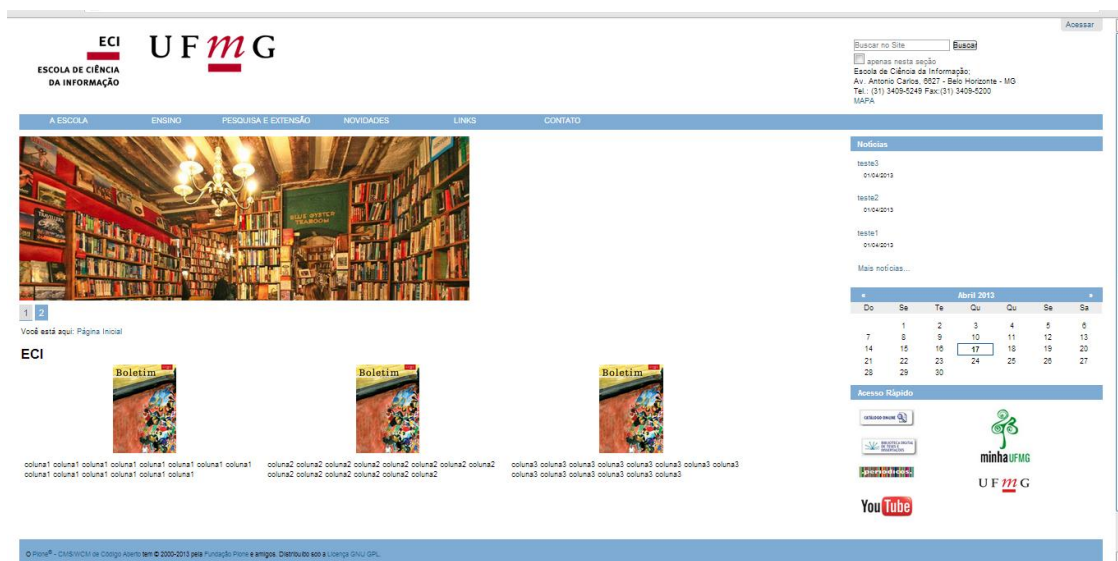 Acessar
ECI
ESCOLA DE CIÊNCIA
DA INFORMAÇÃO
UFmG
Buscar no Site
Buscar
apenas nesta seção
Escola de Ciência da Informação;
Av. Antonio Carlos, 6627 - Belo Horizonte - MG
Tel.: (31) 3409-5249 Fax:(31) 3409-5200
MAPA
A ESCOLA ENSINO PESQUISA E EXTENSÃO NOVIDADES LINKS CONTATO
BLUE OYSTER
TEAROOM
1 2
Você está aqui: Página Inicial
ECI
Boletim
Boletim
Boletim
coluna1 coluna1 coluna1 coluna1 coluna1 coluna1 coluna1 coluna1
coluna1 coluna1 coluna1 coluna1 coluna1 coluna1
coluna2 coluna2 coluna2 coluna2 coluna2 coluna2 coluna2 coluna2
coluna2 coluna2 coluna2 coluna2 coluna2 coluna2
coluna3 coluna3 coluna3 coluna3 coluna3 coluna3 coluna3 coluna3
coluna3 coluna3 coluna3 coluna3 coluna3 coluna3
Notícias
teste3
01/04/2013
teste2
01/04/2013
teste1
01/04/2013
Mais notícias...
« Abril 2013 »
Do Se Te Qu Qu Se Sa
1 2 3 4 5 6
7 8 9 10 11 12 13
14 15 16 17 18 19 20
21 22 23 24 25 26 27
28 29 30
Acesso Rápido
CATÁLOGO ONLINE
BIBLIOTECA DIGITAL
DE TESES E
DISSERTAÇÕES
.periodicos.
minhaUFMG
UFmG
YouTube
O Plone® - CMS/WCM de Código Aberto tem © 2000-2013 pela Fundação Plone e amigos. Distribuído sob a Licença GNU GPL.